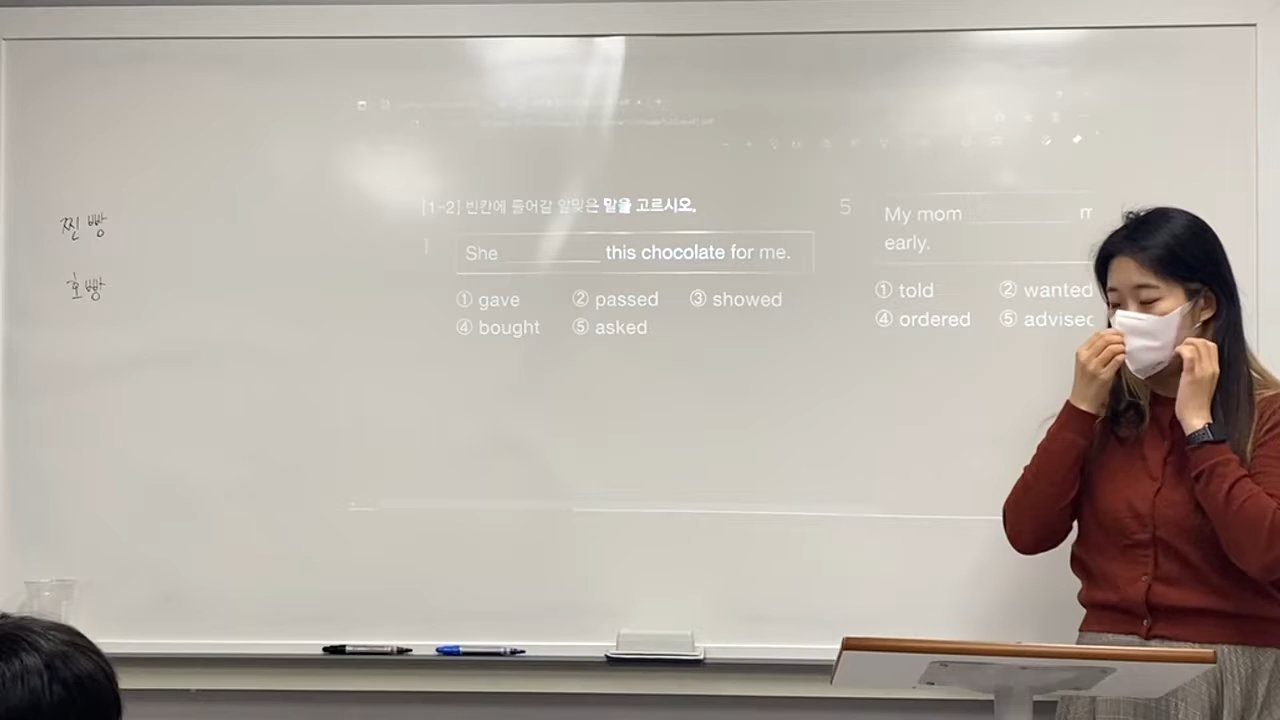 찐빵
호빵
[1-2] 빈칸에 들어갈 알맞은 말을 고르시오.
1
She ________ this chocolate for me.
① gave ② passed ③ showed
④ bought ⑤ asked
5
My mom
early.
① told ② wanted
④ ordered ⑤